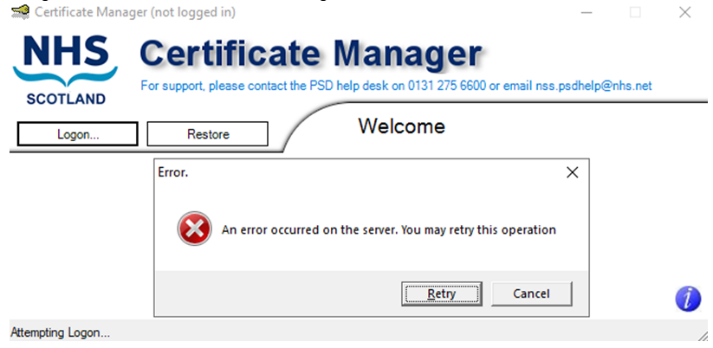 Certificate Manager (not logged in)
NHS
SCOTLAND
Certificate Manager
For support, please contact the PSD help desk on 0131 275 6600 or email nss.psdhelp@nhs.net
Logon...
Restore
Welcome
Error.
An error occurred on the server. You may retry this operation
Retry
Cancel
i
Attempting Logon...